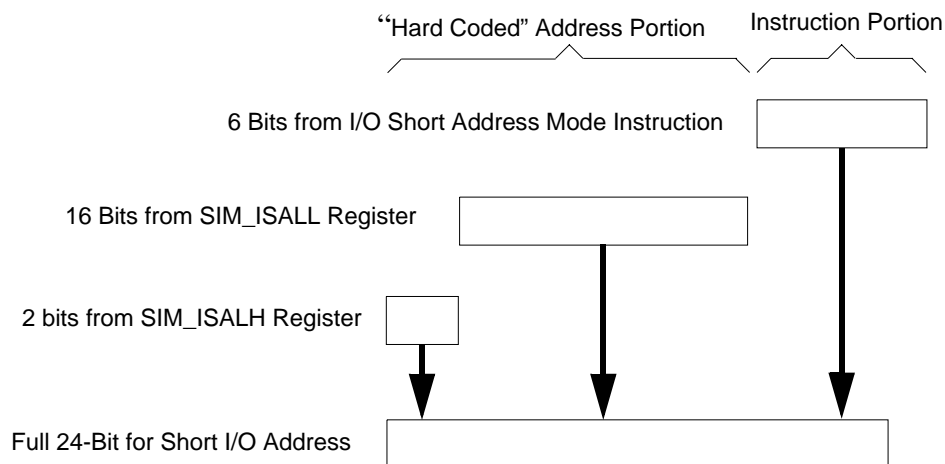 “Hard Coded” Address Portion
Instruction Portion
6 Bits from I/O Short Address Mode Instruction
16 Bits from SIM_ISALL Register
2 bits from SIM_ISALH Register
Full 24-Bit for Short I/O Address